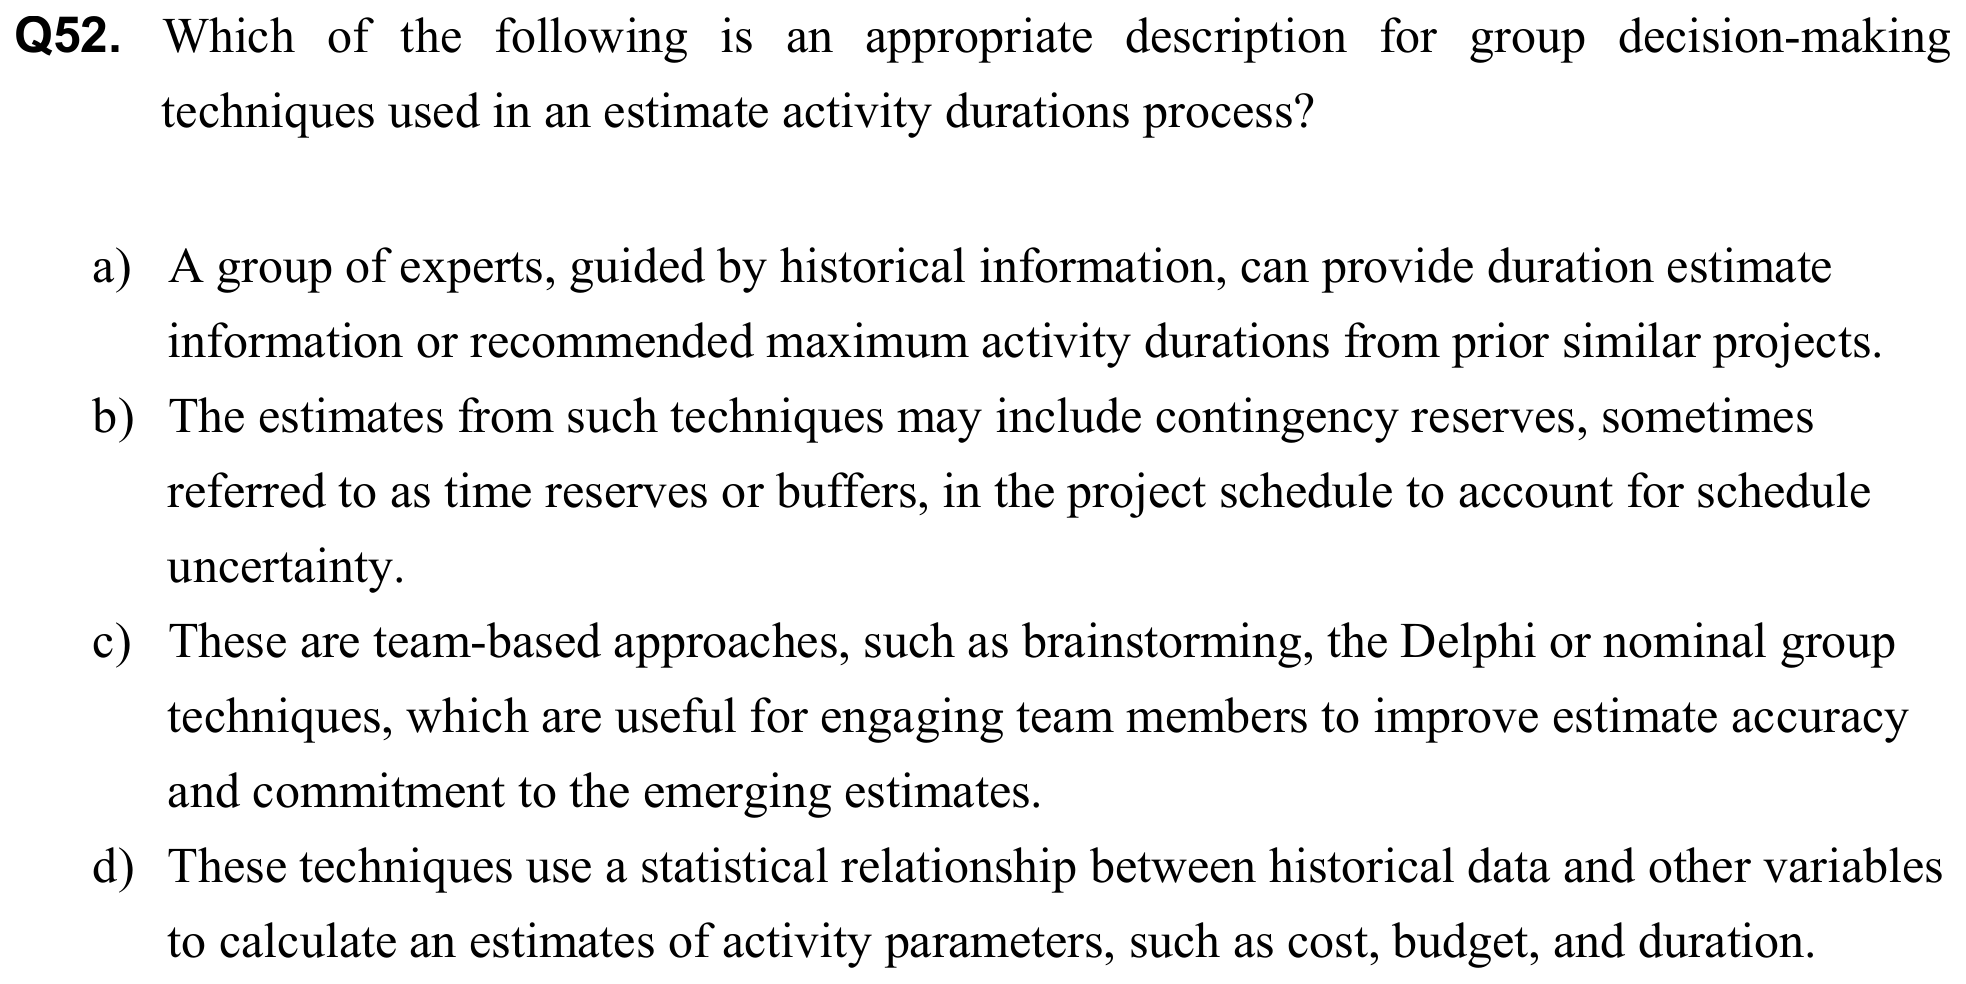 Q52. Which of the following is an appropriate description for group decision-making
techniques used in an estimate activity durations process?
a) A group of experts, guided by historical information, can provide duration estimate
information or recommended maximum activity durations from prior similar projects.
b) The estimates from such techniques may include contingency reserves, sometimes
referred to as time reserves or buffers, in the project schedule to account for schedule
uncertainty.
c) These are team-based approaches, such as brainstorming, the Delphi or nominal group
techniques, which are useful for engaging team members to improve estimate accuracy
and commitment to the emerging estimates.
d) These techniques use a statistical relationship between historical data and other variables
to calculate an estimates of activity parameters, such as cost, budget, and duration.